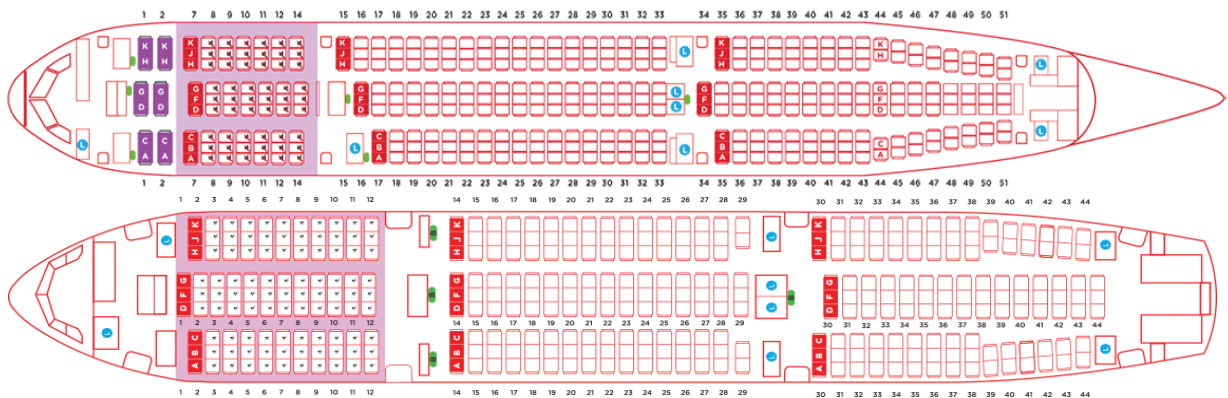 1 2 7 8 9 10 11 12 14 15 16 17 18 19 20 21 22 23 24 25 26 27 28 29 30 31 32 33 34 35 36 37 38 39 40 41 42 43 44 45 46 47 48 49 50 51
K K K K K K
J J J L
H H H H H H L
G G G G G G L
F F F F
D D D D D D L
C C C C C C L
L B L B B L
A A A A A A
1 2 7 8 9 10 11 12 14 15 16 17 18 19 20 21 22 23 24 25 26 27 28 29 30 31 32 33 34 35 36 37 38 39 40 41 42 43 44 45 46 47 48 49 50 51
1 2 3 4 5 6 7 8 9 10 11 12 14 15 16 17 18 19 20 21 22 23 24 25 26 27 28 29 30 31 32 33 34 35 36 37 38 39 40 41 42 43 44
K K K
L J B J L J L
H H H
G G G
F B F L B F
D D L D
1 2 3 4 5 6 7 8 9 10 11 12 14 15 16 17 18 19 20 21 22 23 24 25 26 27 28 29 30 31 32 33 34 35 36 37 38 39 40 41 42 43 44
L C C C
B B B L B L
A A A
1 2 3 4 5 6 7 8 9 10 11 12 14 15 16 17 18 19 20 21 22 23 24 25 26 27 28 29 30 31 32 33 34 35 36 37 38 39 40 41 42 43 44